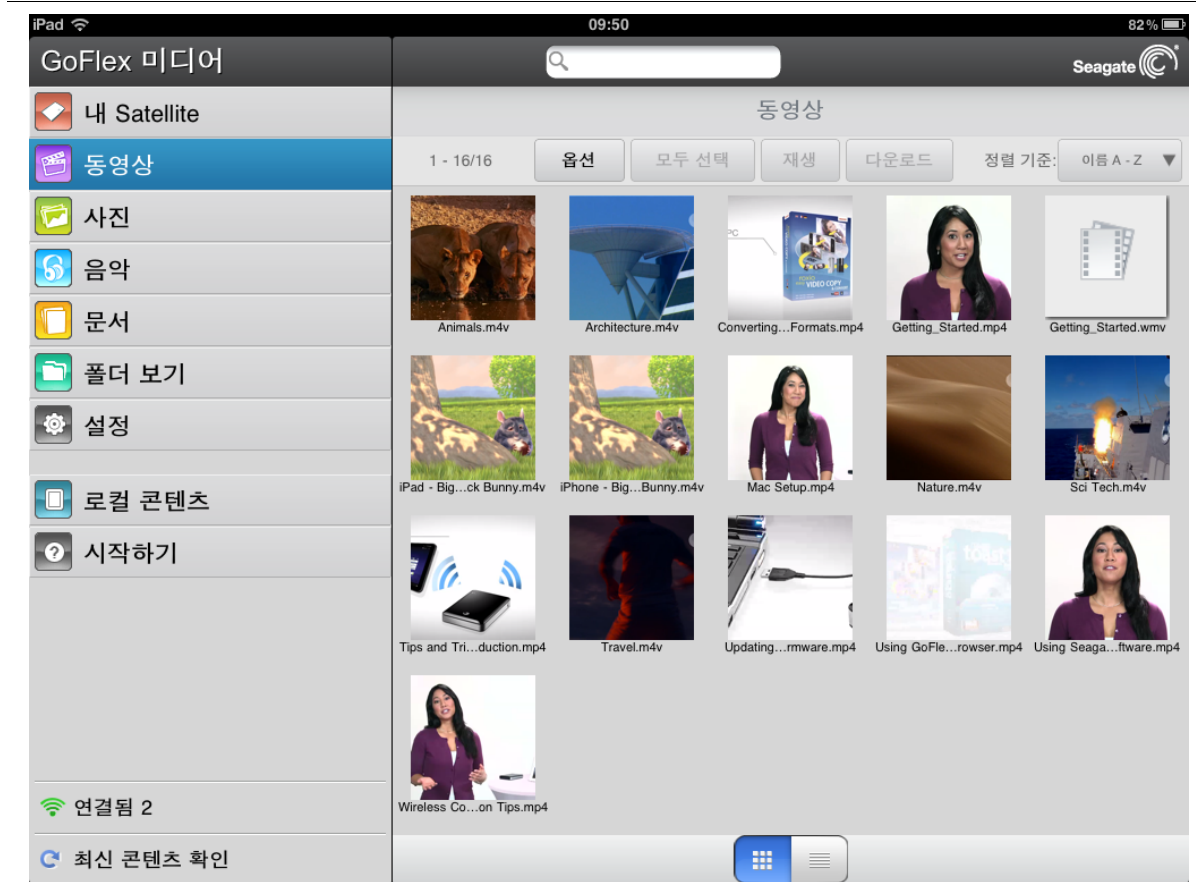 iPad 09:50 82%
GoFlex 미디어
Seagate
내 Satellite
동영상
사진
음악
문서
폴더 보기
설정
로컬 콘텐츠
시작하기
연결됨 2
최신 콘텐츠 확인
동영상
1 - 16/16 옵션 모두 선택 재생 다운로드 정렬 기준: 이름 A - Z
PC
VIDEO COPY
Animals.m4v Architecture.m4v Converting...Formats.mp4 Getting_Started.mp4 Getting_Started.wmv
iPad - Big...ck Bunny.m4v iPhone - Big...Bunny.m4v Mac Setup.mp4 Nature.m4v Sci Tech.m4v
toast
Tips and Tri...duction.mp4 Travel.m4v Updating...rmware.mp4 Using GoFle...rowser.mp4 Using Seaga...ftware.mp4
Wireless Co...on Tips.mp4